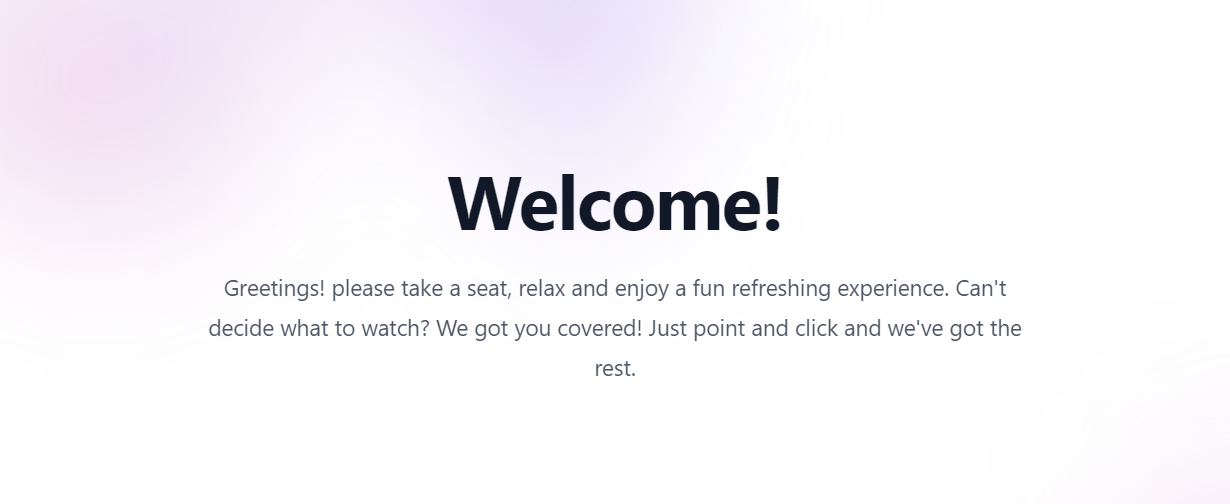 Welcome!
Greetings! please take a seat, relax and enjoy a fun refreshing experience. Can't
decide what to watch? We got you covered! Just point and click and we've got the
rest.